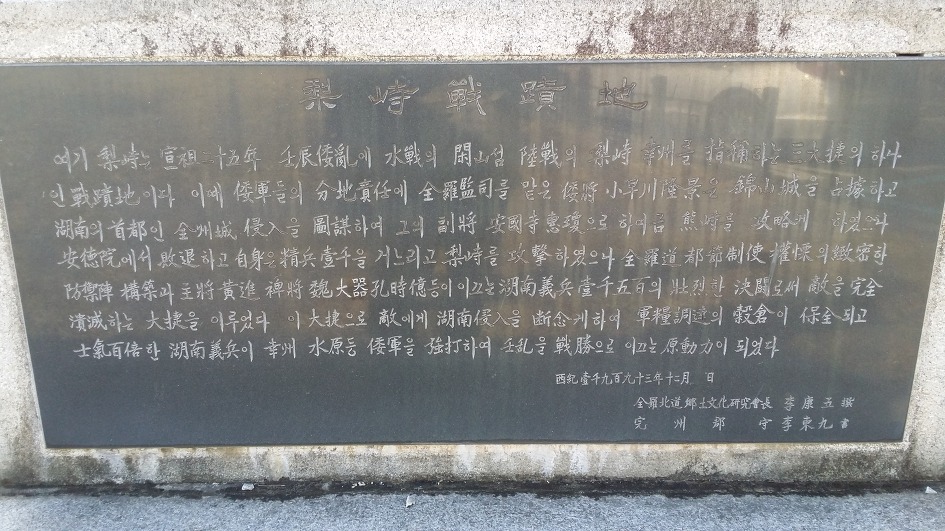 梨峙戰蹟地
여기 梨峙는 宣祖二十五年 壬辰倭亂에 水戰의 閑山섬 陸戰의 梨峙 幸州를 指稱하는 三大捷의 하나
인 戰蹟地이다 이때 倭軍들의 分地責任에 全羅監司를 맡은 倭將 小早川隆景은 錦山城을 占據하고
湖南의 首都인 全州城 侵入을 圖謀하여 그의 副將 安國寺惠瓊으로 하여금 熊峙를 攻略케 하였으나
安德院에서 敗退하고 自身은 精兵壹千을 거느리고 梨峙를 攻擊하였으나 全羅道都節制使 權慄의 緻密한
防禦陣 構築과 主將 黃進 裨將 魏大器 孔時億等이 이끄는 湖南義兵壹千五百의 壯烈한 決鬪로써 敵을 完全
潰滅하는 大捷을 이루었다 이 大捷으로 敵에게 湖南侵入을 斷念케하여 軍糧調達의 穀倉이 保全되고
士氣百倍한 湖南義兵이 幸州 水原등 倭軍을 強打하여 壬亂을 戰勝으로 이끄는 原動力이 되었다
西紀壹千九百九十三年十二月 日
全羅北道鄕土文化硏究會長 李康五 撰
完州郡守 李東九 書